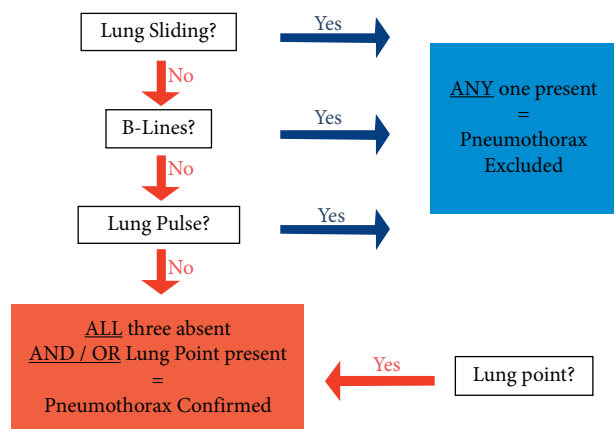 Lung Sliding?
Yes
No
ANY one present
=
Pneumothorax
Excluded
B-Lines?
Yes
No
Lung Pulse?
Yes
No
ALL three absent
AND / OR Lung Point present
=
Pneumothorax Confirmed
Yes
Lung point?